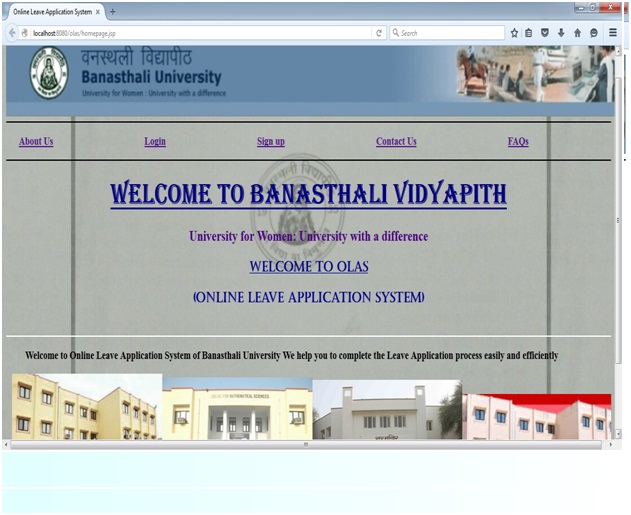 Online Leave Application System
localhost:8080/olas/homepage.jsp
Search
वनस्थली विद्यापीठ
Banasthali University
University for Women : University with a difference
About Us Login Sign up Contact Us FAQs
WELCOME TO BANASTHALI VIDYAPITH
University for Women: University with a difference
WELCOME TO OLAS
(ONLINE LEAVE APPLICATION SYSTEM)
Welcome to Online Leave Application System of Banasthali University We help you to complete the Leave Application process easily and efficiently